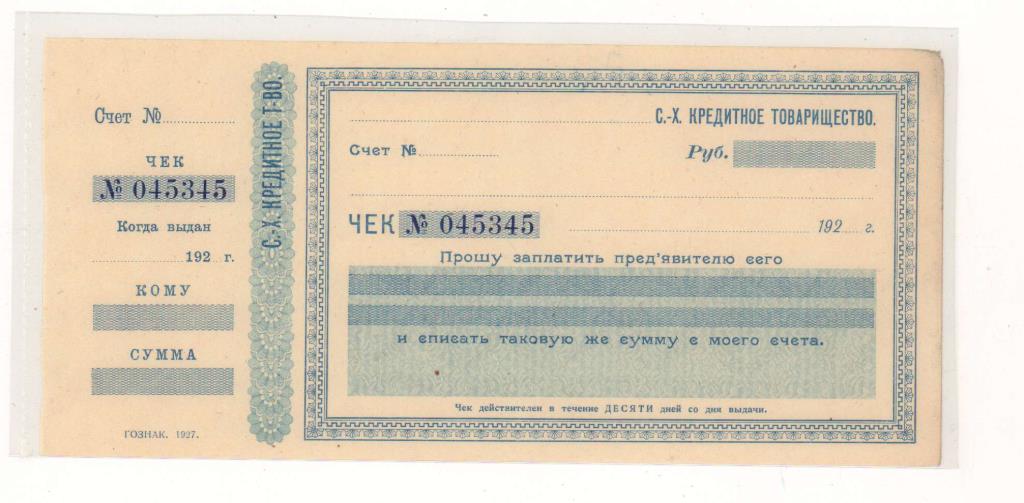 Счет №
ЧЕК
№ 045345
Когда выдан
192 г.
КОМУ
СУММА
ГОЗНАК. 1927.
С.-Х. КРЕДИТНОЕ Т-ВО.
С.-Х. КРЕДИТНОЕ ТОВАРИЩЕСТВО.
Счет № Руб.
ЧЕК № 045345 192 г.
Прошу заплатить пред'явителю сего
и списать таковую же сумму с моего счета.
Чек действителен в течение ДЕСЯТИ дней со дня выдачи.